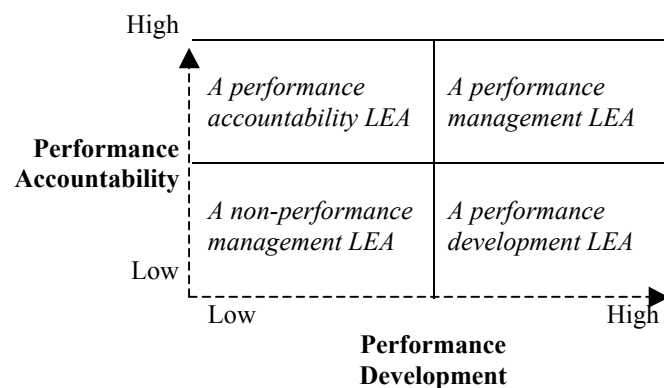 High
A performance
accountability LEA
A performance
management LEA
Performance
Accountability
A non-performance
management LEA
A performance
development LEA
Low
Low
High
Performance
Development